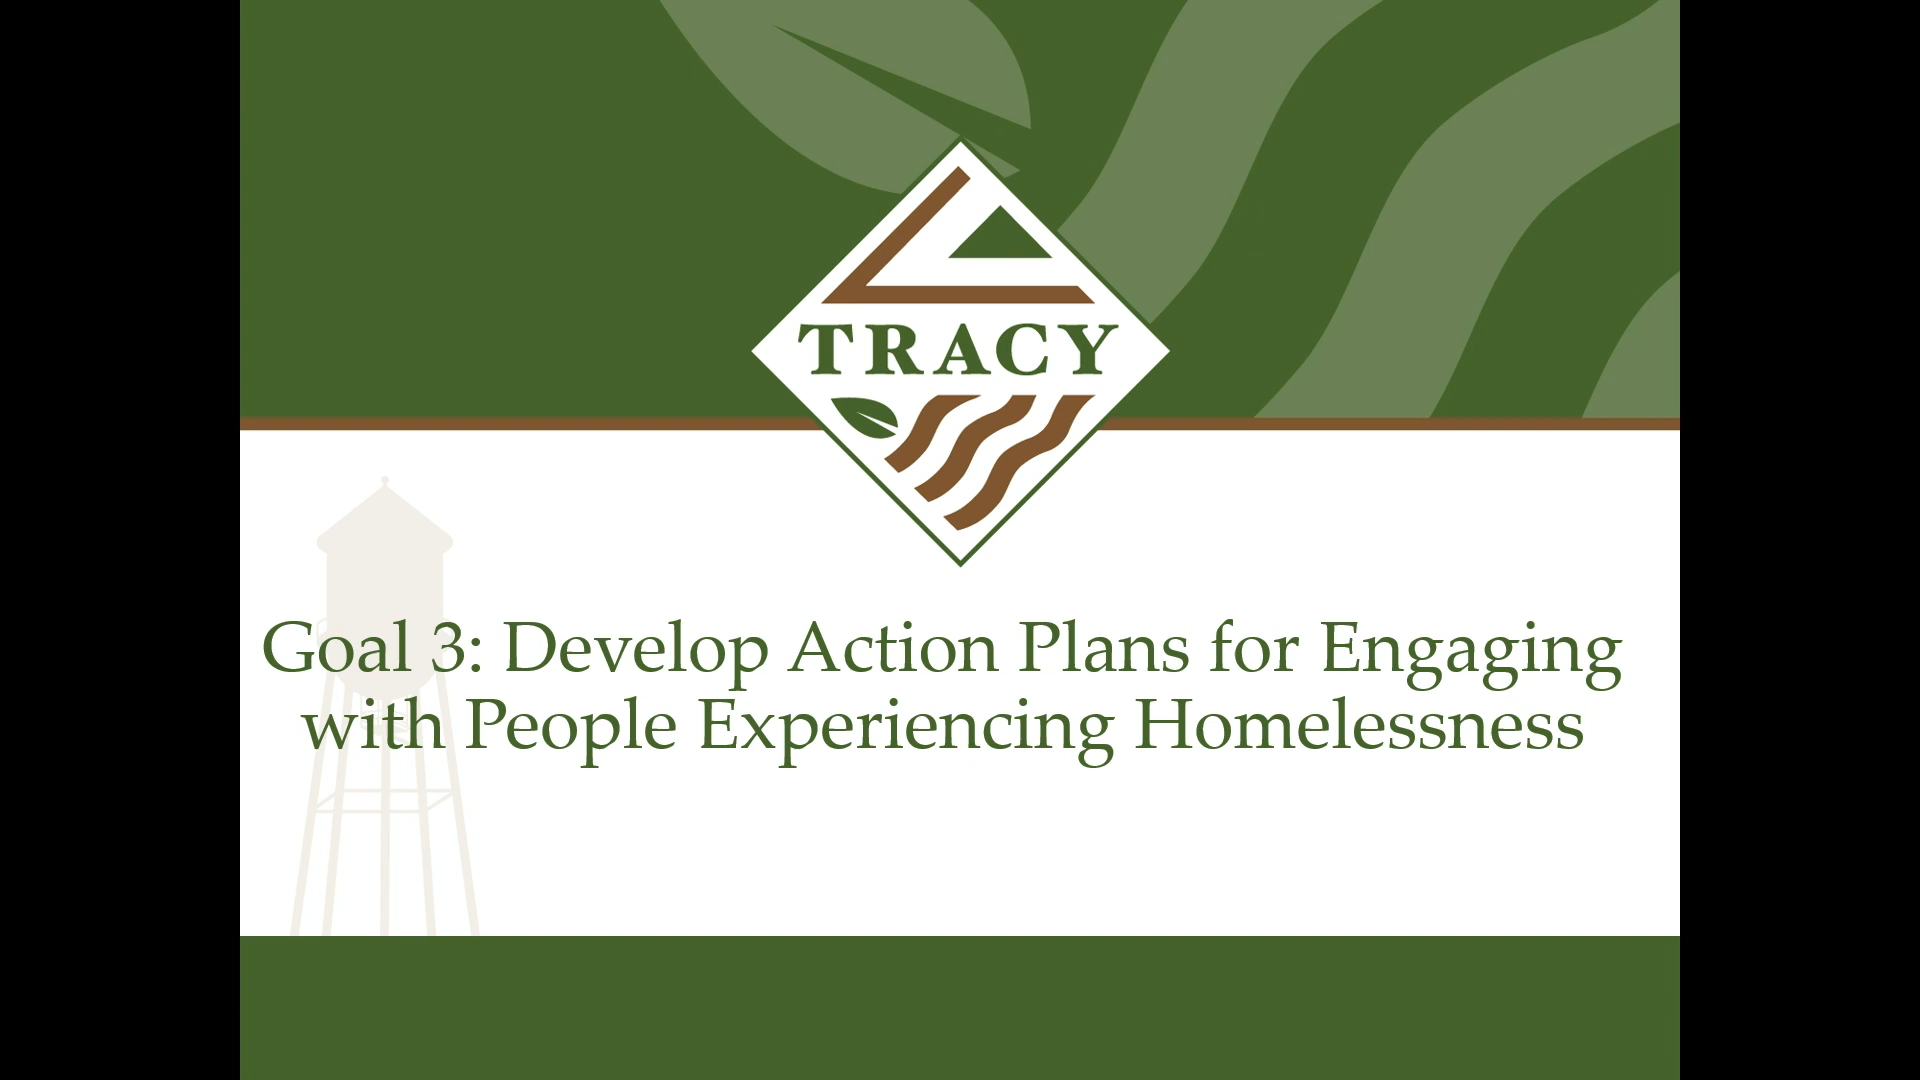 TRACY
Goal 3: Develop Action Plans for Engaging
with People Experiencing Homelessness